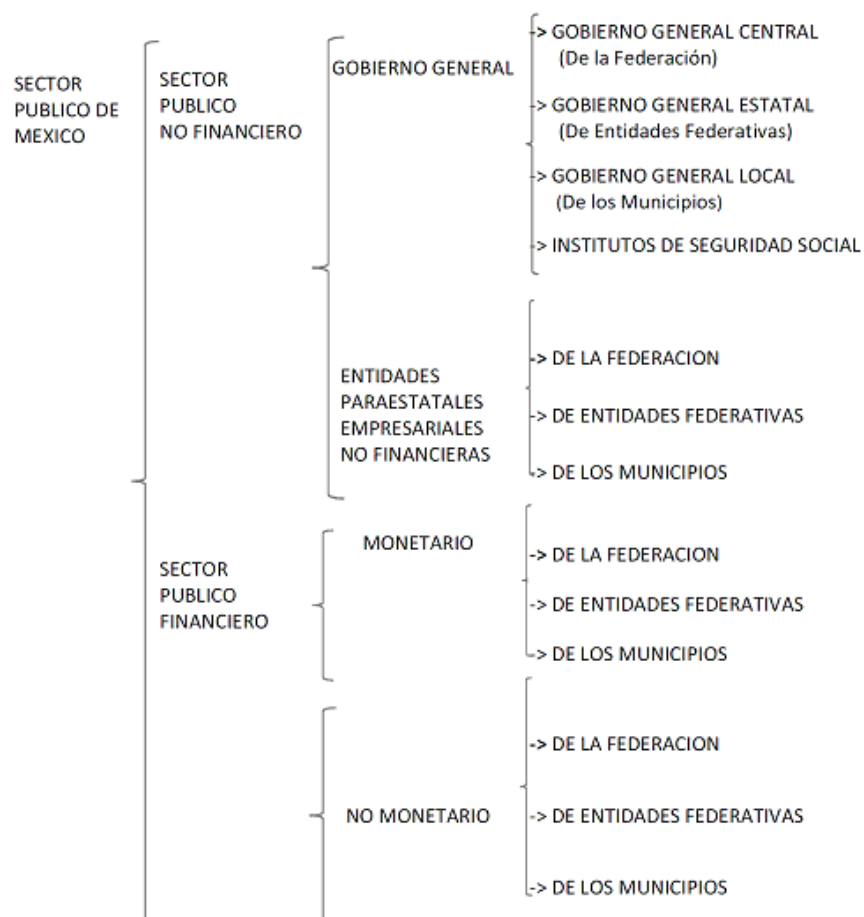 SECTOR
PUBLICO DE
MEXICO
SECTOR
PUBLICO
NO FINANCIERO
GOBIERNO GENERAL
-> GOBIERNO GENERAL CENTRAL
(De la Federación)
-> GOBIERNO GENERAL ESTATAL
(De Entidades Federativas)
-> GOBIERNO GENERAL LOCAL
(De los Municipios)
-> INSTITUTOS DE SEGURIDAD SOCIAL
ENTIDADES
PARAESTATALES
EMPRESARIALES
NO FINANCIERAS
-> DE LA FEDERACION
-> DE ENTIDADES FEDERATIVAS
-> DE LOS MUNICIPIOS
SECTOR
PUBLICO
FINANCIERO
MONETARIO
-> DE LA FEDERACION
-> DE ENTIDADES FEDERATIVAS
-> DE LOS MUNICIPIOS
NO MONETARIO
-> DE LA FEDERACION
-> DE ENTIDADES FEDERATIVAS
-> DE LOS MUNICIPIOS